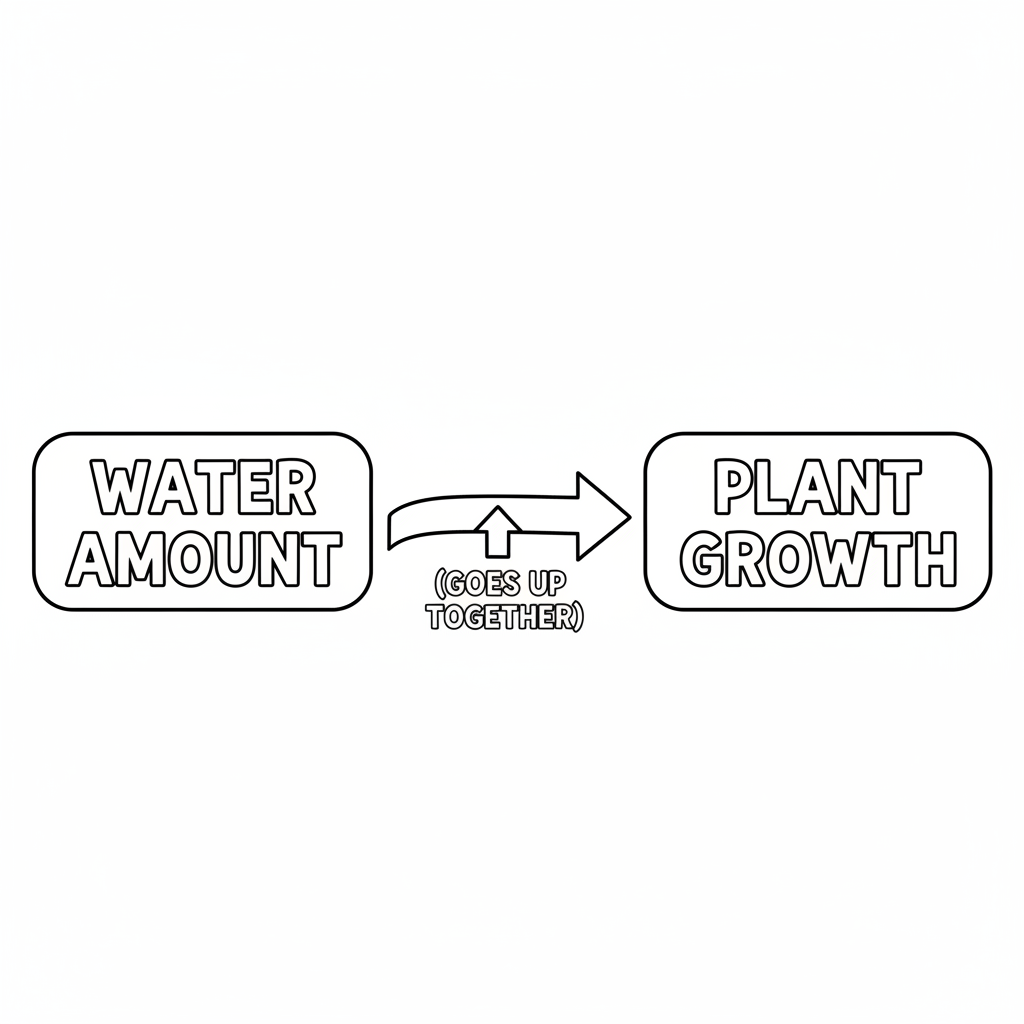 WATER
AMOUNT
(GOES UP
TOGETHER)
PLANT
GROWTH